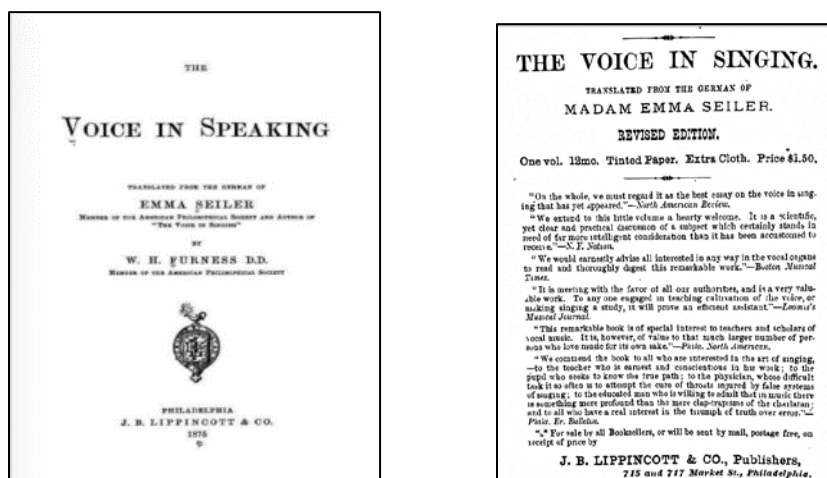 THE
VOICE IN SPEAKING
TRANSLATED FROM THE GERMAN OF
EMMA SEILER
MEMBER OF THE AMERICAN PHILOSOPHICAL SOCIETY AND AUTHOR OF
"THE VOICE IN SINGING"
BY
W. H. FURNESS D.D.
MEMBER OF THE AMERICAN PHILOSOPHICAL SOCIETY
PHILADELPHIA
J. B. LIPPINCOTT & CO.
1875
THE VOICE IN SINGING.
TRANSLATED FROM THE GERMAN OF
MADAM EMMA SEILER.
REVISED EDITION.
One vol. 12mo. Tinted Paper. Extra Cloth. Price $1.50.
"On the whole, we must regard it as the best essay on the voice in sing-
ing that has yet appeared."—North American Review.
"We extend to this little volume a hearty welcome. It is a scientific,
yet clear and practical discussion of a subject which certainly stands in
need of far more intelligent consideration than it has been accustomed to
receive."—N. Y. Nation.
"We would earnestly advise all interested in any way in the vocal organs
to read and thoroughly digest this remarkable work."—Boston Musical
Times.
"It is meeting with the favor of all our authorities, and is a very valu-
able work. To any one engaged in teaching cultivation of the voice, or
making singing a study, it will prove an efficient assistant."—Loomis's
Musical Journal.
"This remarkable book is of special interest to teachers and scholars of
vocal music. It is, however, of value to that much larger number of per-
sons who love music for its own sake."—Phila. North American.
"We commend the book to all who are interested in the art of singing,
—to the teacher who is earnest and conscientious in his work; to the
pupil who seeks to know the true path; to the physician, whose difficult
task it so often is to attempt the cure of throats injured by false systems
of singing; to the educated man who is willing to admit that in music there
is something more profound than the mere clap-trapisms of the charlatan;
and to all who have a real interest in the triumph of truth over error."—
Phila. Ev. Bulletin.
*** For sale by all Booksellers, or will be sent by mail, postage free, on
receipt of price by
J. B. LIPPINCOTT & CO., Publishers,
715 and 717 Market St., Philadelphia.